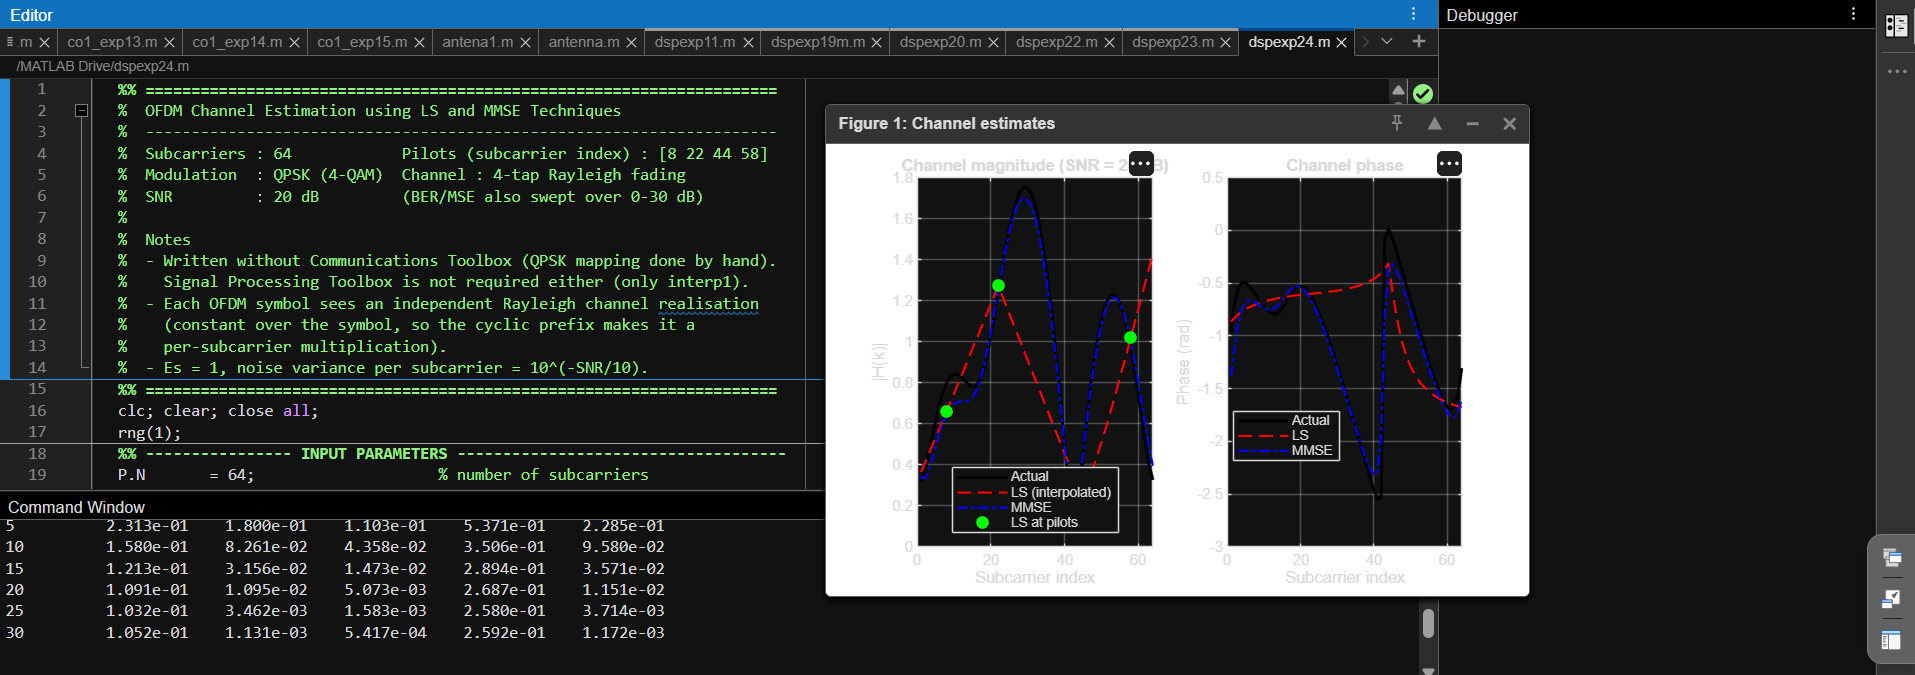 Editor
Debugger
.m
co1_exp13.m
co1_exp14.m
co1_exp15.m
antena1.m
antenna.m
dspexp11.m
dspexp19m.m
dspexp20.m
dspexp22.m
dspexp23.m
dspexp24.m
/MATLAB Drive/dspexp24.m
1 %% =====================================================================
2 % OFDM Channel Estimation using LS and MMSE Techniques
3 % ---------------------------------------------------------------------
4 % Subcarriers : 64 Pilots (subcarrier index) : [8 22 44 58]
5 % Modulation : QPSK (4-QAM) Channel : 4-tap Rayleigh fading
6 % SNR : 20 dB (BER/MSE also swept over 0-30 dB)
7 %
8 % Notes
9 % - Written without Communications Toolbox (QPSK mapping done by hand).
10 % Signal Processing Toolbox is not required either (only interp1).
11 % - Each OFDM symbol sees an independent Rayleigh channel realisation
12 % (constant over the symbol, so the cyclic prefix makes it a
13 % per-subcarrier multiplication).
14 % - Es = 1, noise variance per subcarrier = 10^(-SNR/10).
15 %% =====================================================================
16 clc; clear; close all;
17 rng(1);
18 %% ---------------- INPUT PARAMETERS ------------------------------------
19 P.N = 64; % number of subcarriers
Command Window
5 2.313e-01 1.800e-01 1.103e-01 5.371e-01 2.285e-01
10 1.580e-01 8.261e-02 4.358e-02 3.506e-01 9.580e-02
15 1.213e-01 3.156e-02 1.473e-02 2.894e-01 3.571e-02
20 1.091e-01 1.095e-02 5.073e-03 2.687e-01 1.151e-02
25 1.032e-01 3.462e-03 1.583e-03 2.580e-01 3.714e-03
30 1.052e-01 1.131e-03 5.417e-04 2.592e-01 1.172e-03
Figure 1: Channel estimates
Channel magnitude (SNR = 2 B)
1.8
1.6
1.4
1.2
1
0.8
0.6
0.4
0.2
0
|H(k)|
0 20 40 60
Subcarrier index
Actual
LS (interpolated)
MMSE
LS at pilots
Channel phase
0.5
0
-0.5
-1
-1.5
-2
-2.5
-3
Phase (rad)
0 20 40 60
Subcarrier index
Actual
LS
MMSE